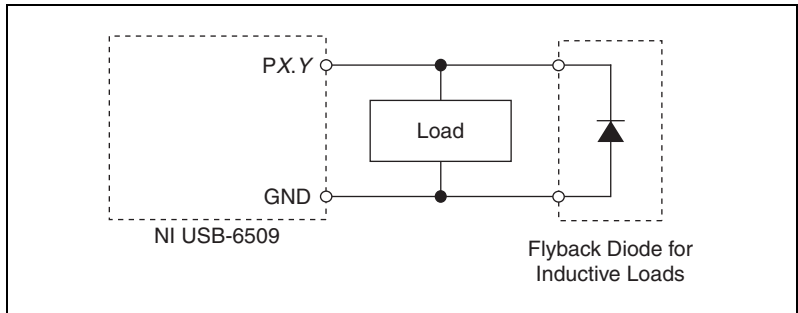 PX.Y
Load
GND
NI USB-6509
Flyback Diode for
Inductive Loads